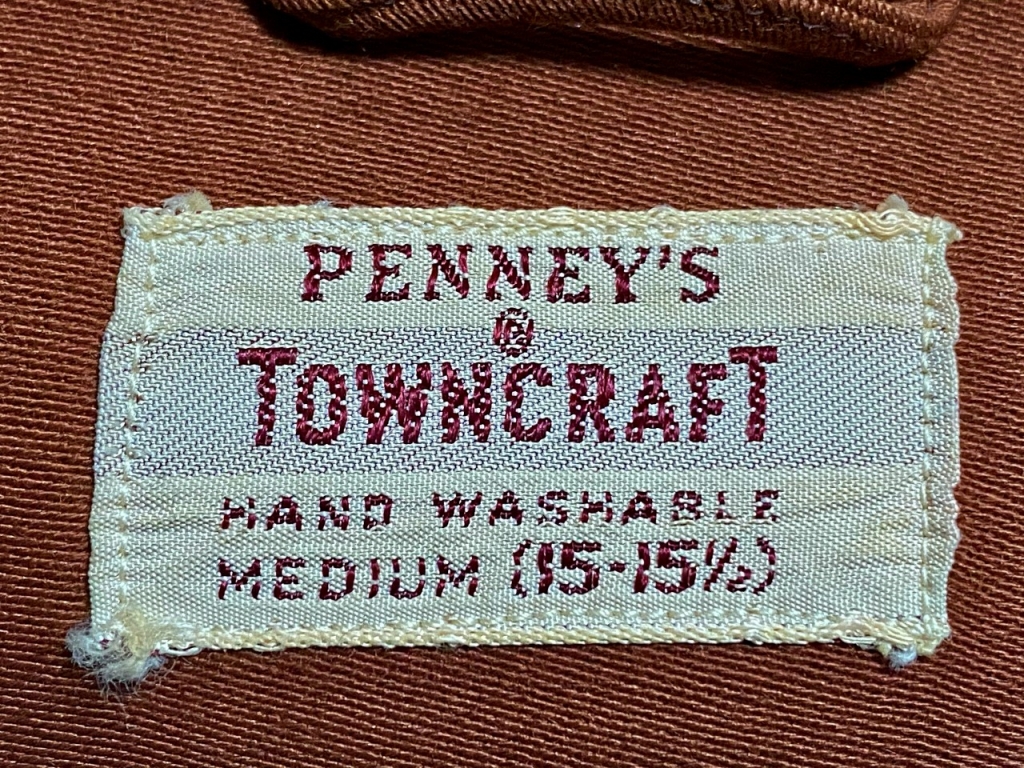 PENNEY'S
®
TOWNCRAFT
HAND WASHABLE
MEDIUM (15-15½)